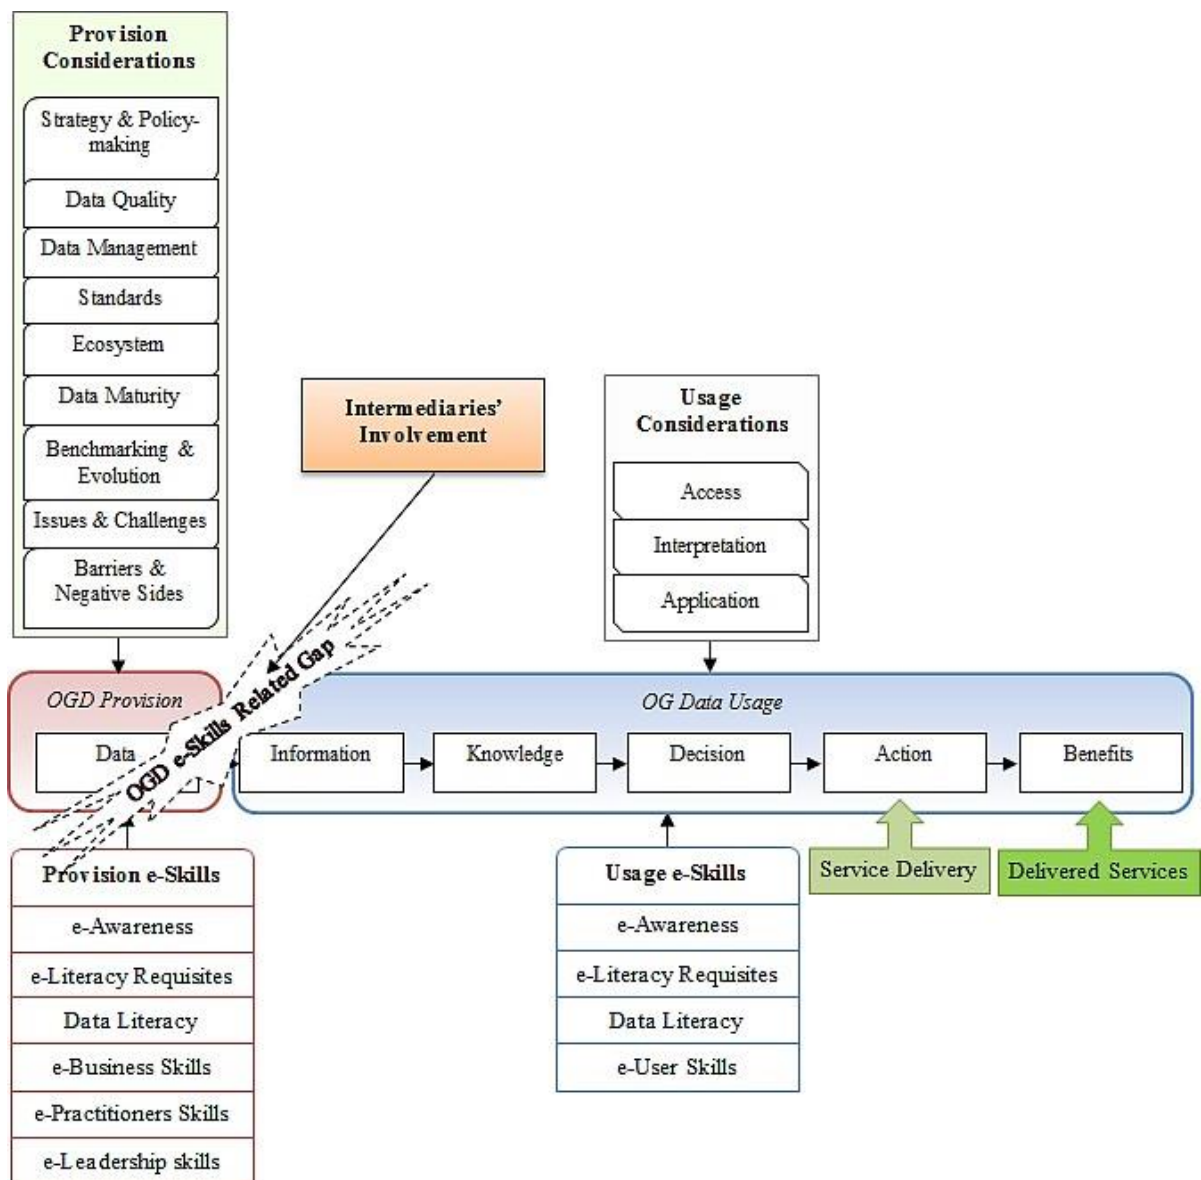 Provision
Considerations
Strategy & Policy-
making
Data Quality
Data Management
Standards
Ecosystem
Data Maturity
Benchmarking &
Evolution
Issues & Challenges
Barriers &
Negative Sides
Intermediaries'
Involvement
Usage
Considerations
Access
Interpretation
Application
OGD Provision
Data
OGD e-Skills Related Gap
OG Data Usage
Information
Knowledge
Decision
Action
Benefits
Provision e-Skills
e-Awareness
e-Literacy Requisites
Data Literacy
e-Business Skills
e-Practitioners Skills
e-Leadership skills
Usage e-Skills
e-Awareness
e-Literacy Requisites
Data Literacy
e-User Skills
Service Delivery
Delivered Services